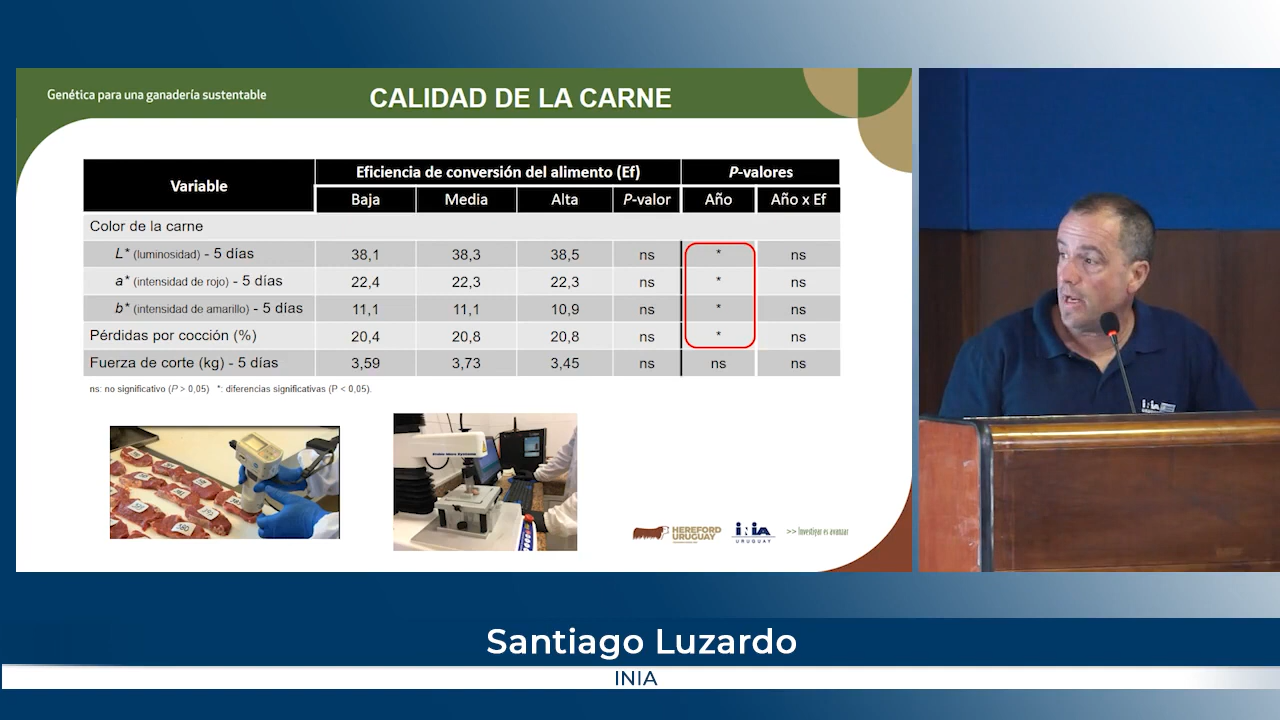 Genética para una ganadería sustentable
CALIDAD DE LA CARNE
Variable Eficiencia de conversión del alimento (Ef) P-valores
Baja Media Alta P-valor Año Año x Ef
Color de la carne
L* (luminosidad) - 5 días 38,1 38,3 38,5 ns * ns
a* (intensidad de rojo) - 5 días 22,4 22,3 22,3 ns * ns
b* (intensidad de amarillo) - 5 días 11,1 11,1 10,9 ns * ns
Pérdidas por cocción (%) 20,4 20,8 20,8 ns * ns
Fuerza de corte (kg) - 5 días 3,59 3,73 3,45 ns ns ns
ns: no significativo (P > 0,05) *: diferencias significativas (P < 0,05).
HEREFORD
URUGUAY
INIA
URUGUAY
>> Investigar es avanzar
Santiago Luzardo
INIA